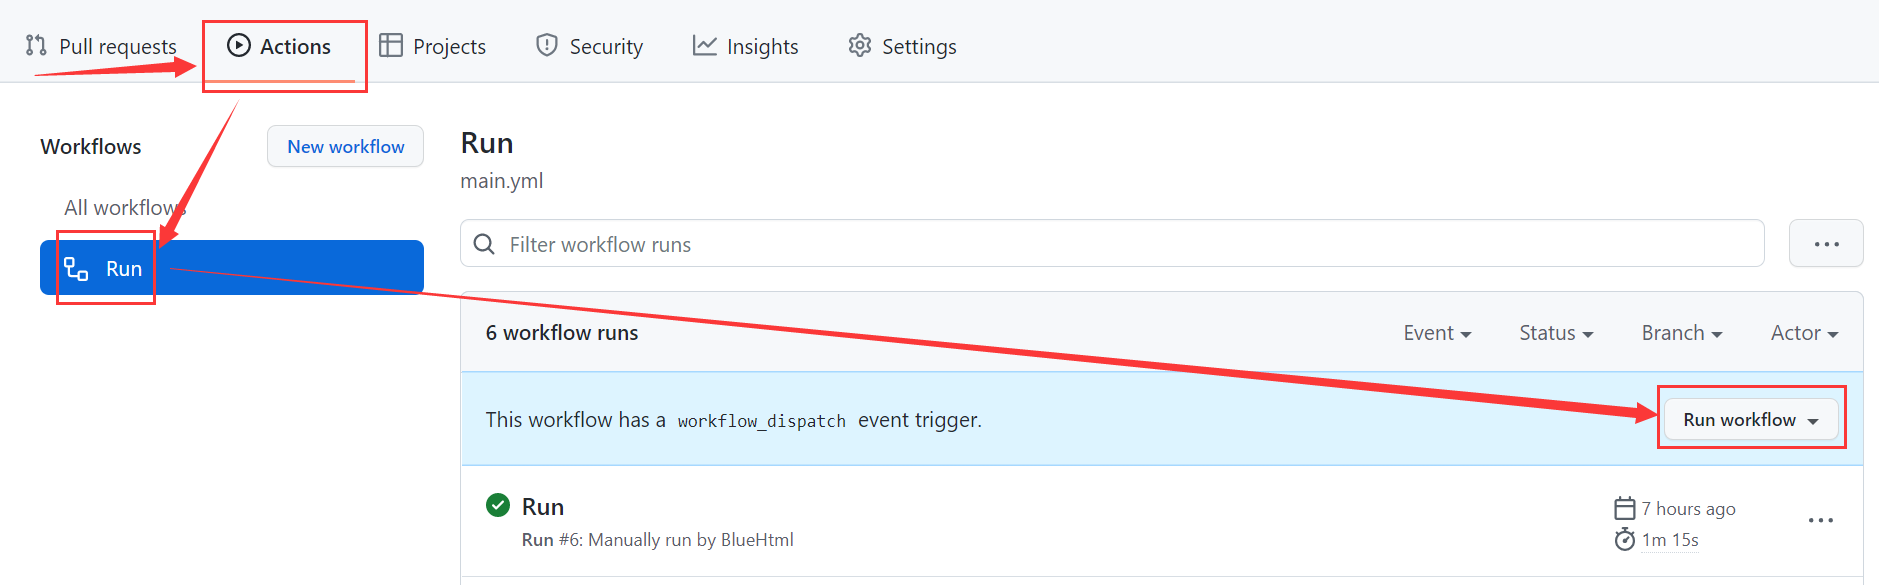 Pull requests
Actions
Projects
Security
Insights
Settings
Workflows
New workflow
All workflows
Run
Run
main.yml
Filter workflow runs
6 workflow runs
Event
Status
Branch
Actor
This workflow has a workflow_dispatch event trigger.
Run workflow
Run
Run #6: Manually run by BlueHtml
7 hours ago
1m 15s